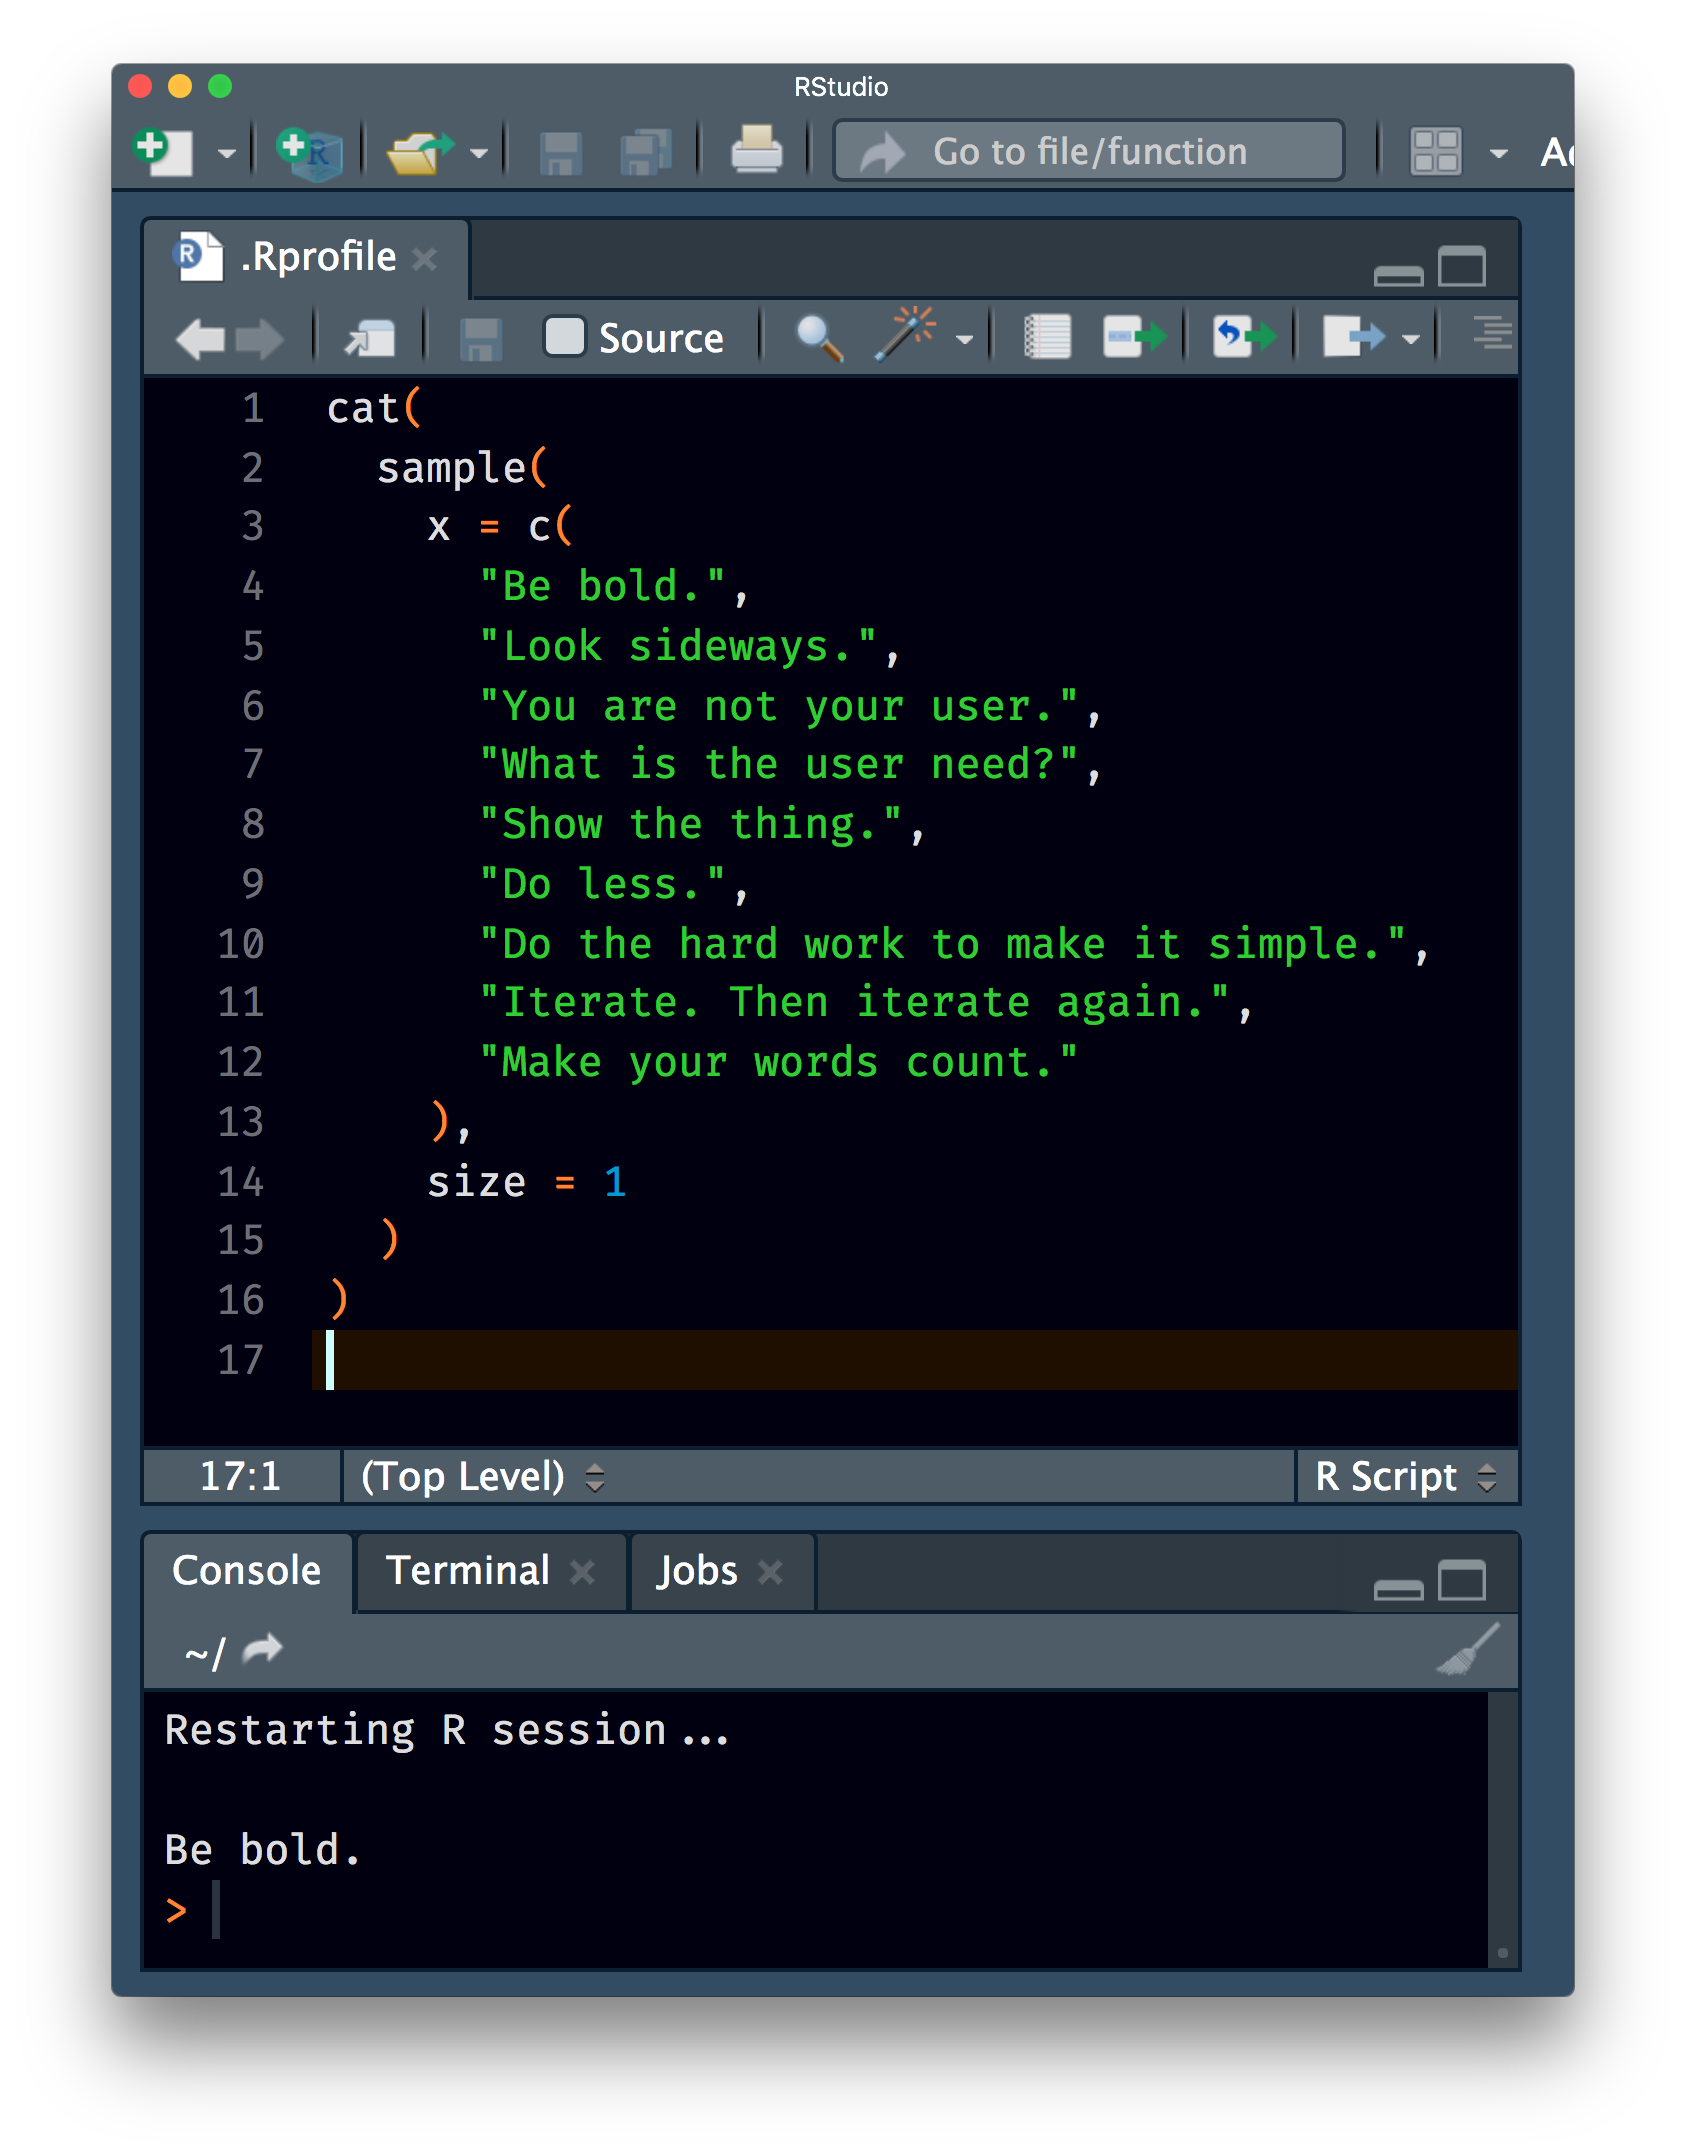 RStudio
Go to file/function
.Rprofile
Source
1 cat(
2   sample(
3     x = c(
4       "Be bold.",
5       "Look sideways.",
6       "You are not your user.",
7       "What is the user need?",
8       "Show the thing.",
9       "Do less.",
10       "Do the hard work to make it simple.",
11       "Iterate. Then iterate again.",
12       "Make your words count."
13     ),
14     size = 1
15   )
16 )
17
17:1 (Top Level) R Script
Console Terminal Jobs
~/
Restarting R session...
Be bold.
>